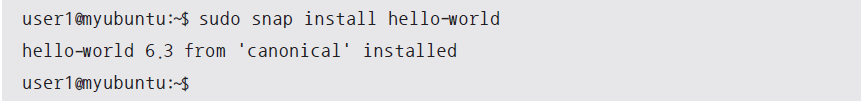 user1@myubuntu:~$ sudo snap install hello-world
hello-world 6.3 from 'canonical' installed
user1@myubuntu:~$